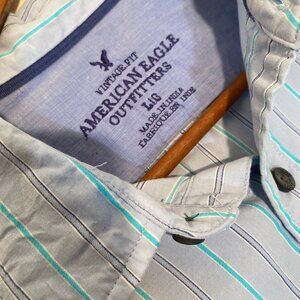 VINTAGE FIT
AMERICAN EAGLE
OUTFITTERS
L/G
MADE IN INDIA
FABRIQUÉ EN INDE